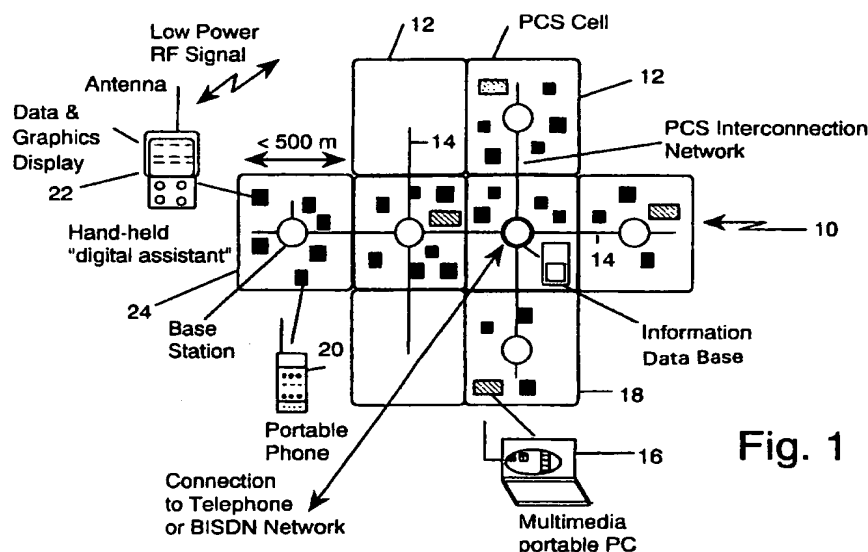 12
PCS Cell
Low Power
RF Signal
Antenna
12
Data &
Graphics
Display
22
< 500 m
14
PCS Interconnection
Network
10
14
Hand-held
"digital assistant"
24
Base
Station
20
Information
Data Base
18
Portable
Phone
16
Fig. 1
Connection
to Telephone
or BISDN Network
Multimedia
portable PC